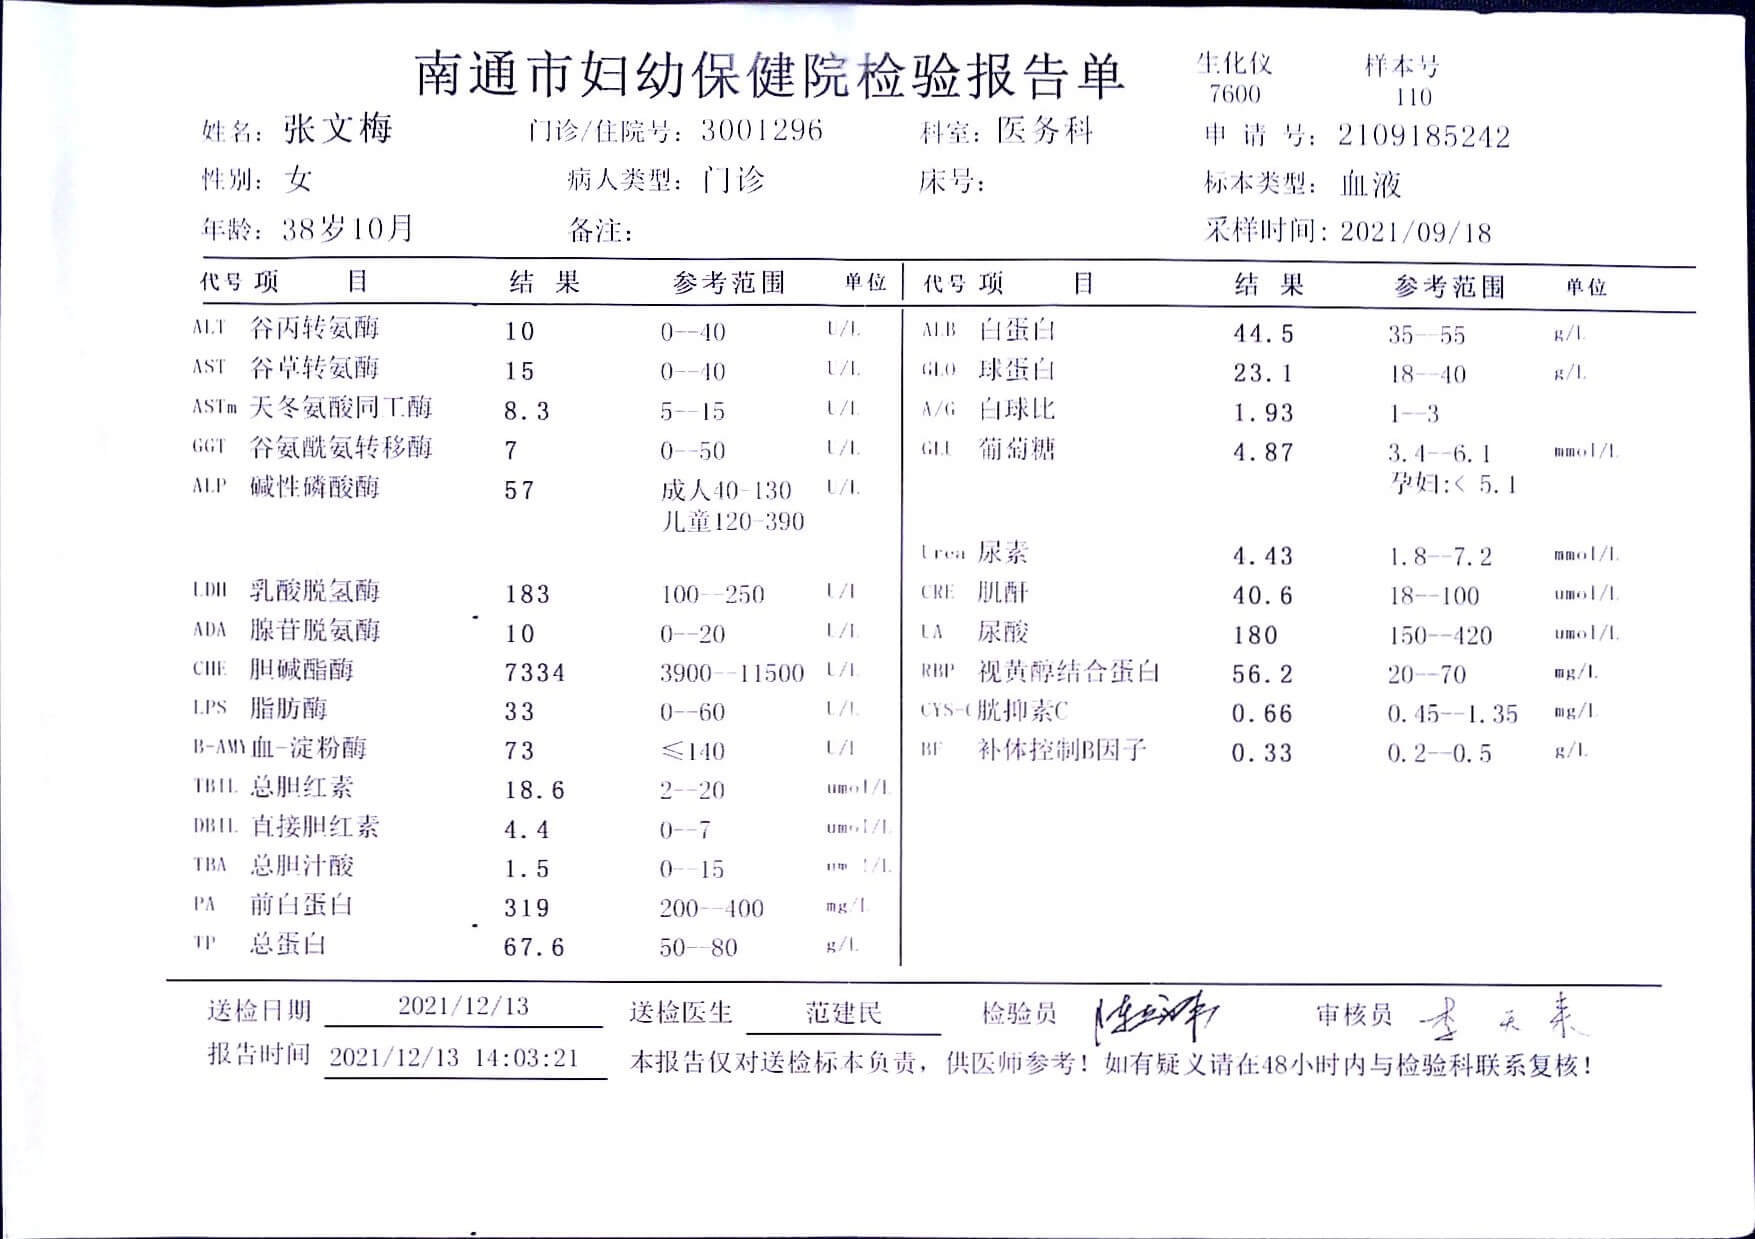 南通市妇幼保健院检验报告单
生化仪 7600
样本号 110
姓名: 张文梅 门诊/住院号: 3001296 科室: 医务科 申请号: 2109185242
性别: 女 病人类型: 门诊 床号: 标本类型: 血液
年龄: 38岁10月 备注: 采样时间: 2021/09/18
代号 项目 结果 参考范围 单位 代号 项目 结果 参考范围 单位
ALT 谷丙转氨酶 10 0--40 U/L
AST 谷草转氨酶 15 0--40 U/L
ASTm 天冬氨酸同工酶 8.3 5--15 U/L
GGT 谷氨酰氨转移酶 7 0--50 U/L
ALP 碱性磷酸酶 57 成人40-130 U/L
儿童120-390
LDH 乳酸脱氢酶 183 100--250 U/L
ADA 腺苷脱氨酶 10 0--20 U/L
CHE 胆碱酯酶 7334 3900--11500 U/L
LPS 脂肪酶 33 0--60 U/L
B-AMY 血-淀粉酶 73 ≤140 U/L
TBIL 总胆红素 18.6 2--20 umol/L
DBIL 直接胆红素 4.4 0--7 umol/L
TBA 总胆汁酸 1.5 0--15 umol/L
PA 前白蛋白 319 200--400 mg/L
TP 总蛋白 67.6 50--80 g/L
ALB 白蛋白 44.5 35--55 g/L
GLO 球蛋白 23.1 18--40 g/L
A/G 白球比 1.93 1--3
GLU 葡萄糖 4.87 3.4--6.1 mmol/L
孕妇:< 5.1
Urea 尿素 4.43 1.8--7.2 mmol/L
CRE 肌酐 40.6 18--100 umol/L
UA 尿酸 180 150--420 umol/L
RBP 视黄醇结合蛋白 56.2 20--70 mg/L
CYS-C 胱抑素C 0.66 0.45--1.35 mg/L
BF 补体控制B因子 0.33 0.2--0.5 g/L
送检日期 2021/12/13 送检医生 范建民 检验员 审核员
报告时间 2021/12/13 14:03:21 本报告仅对送检标本负责，供医师参考！如有疑义请在48小时内与检验科联系复核！